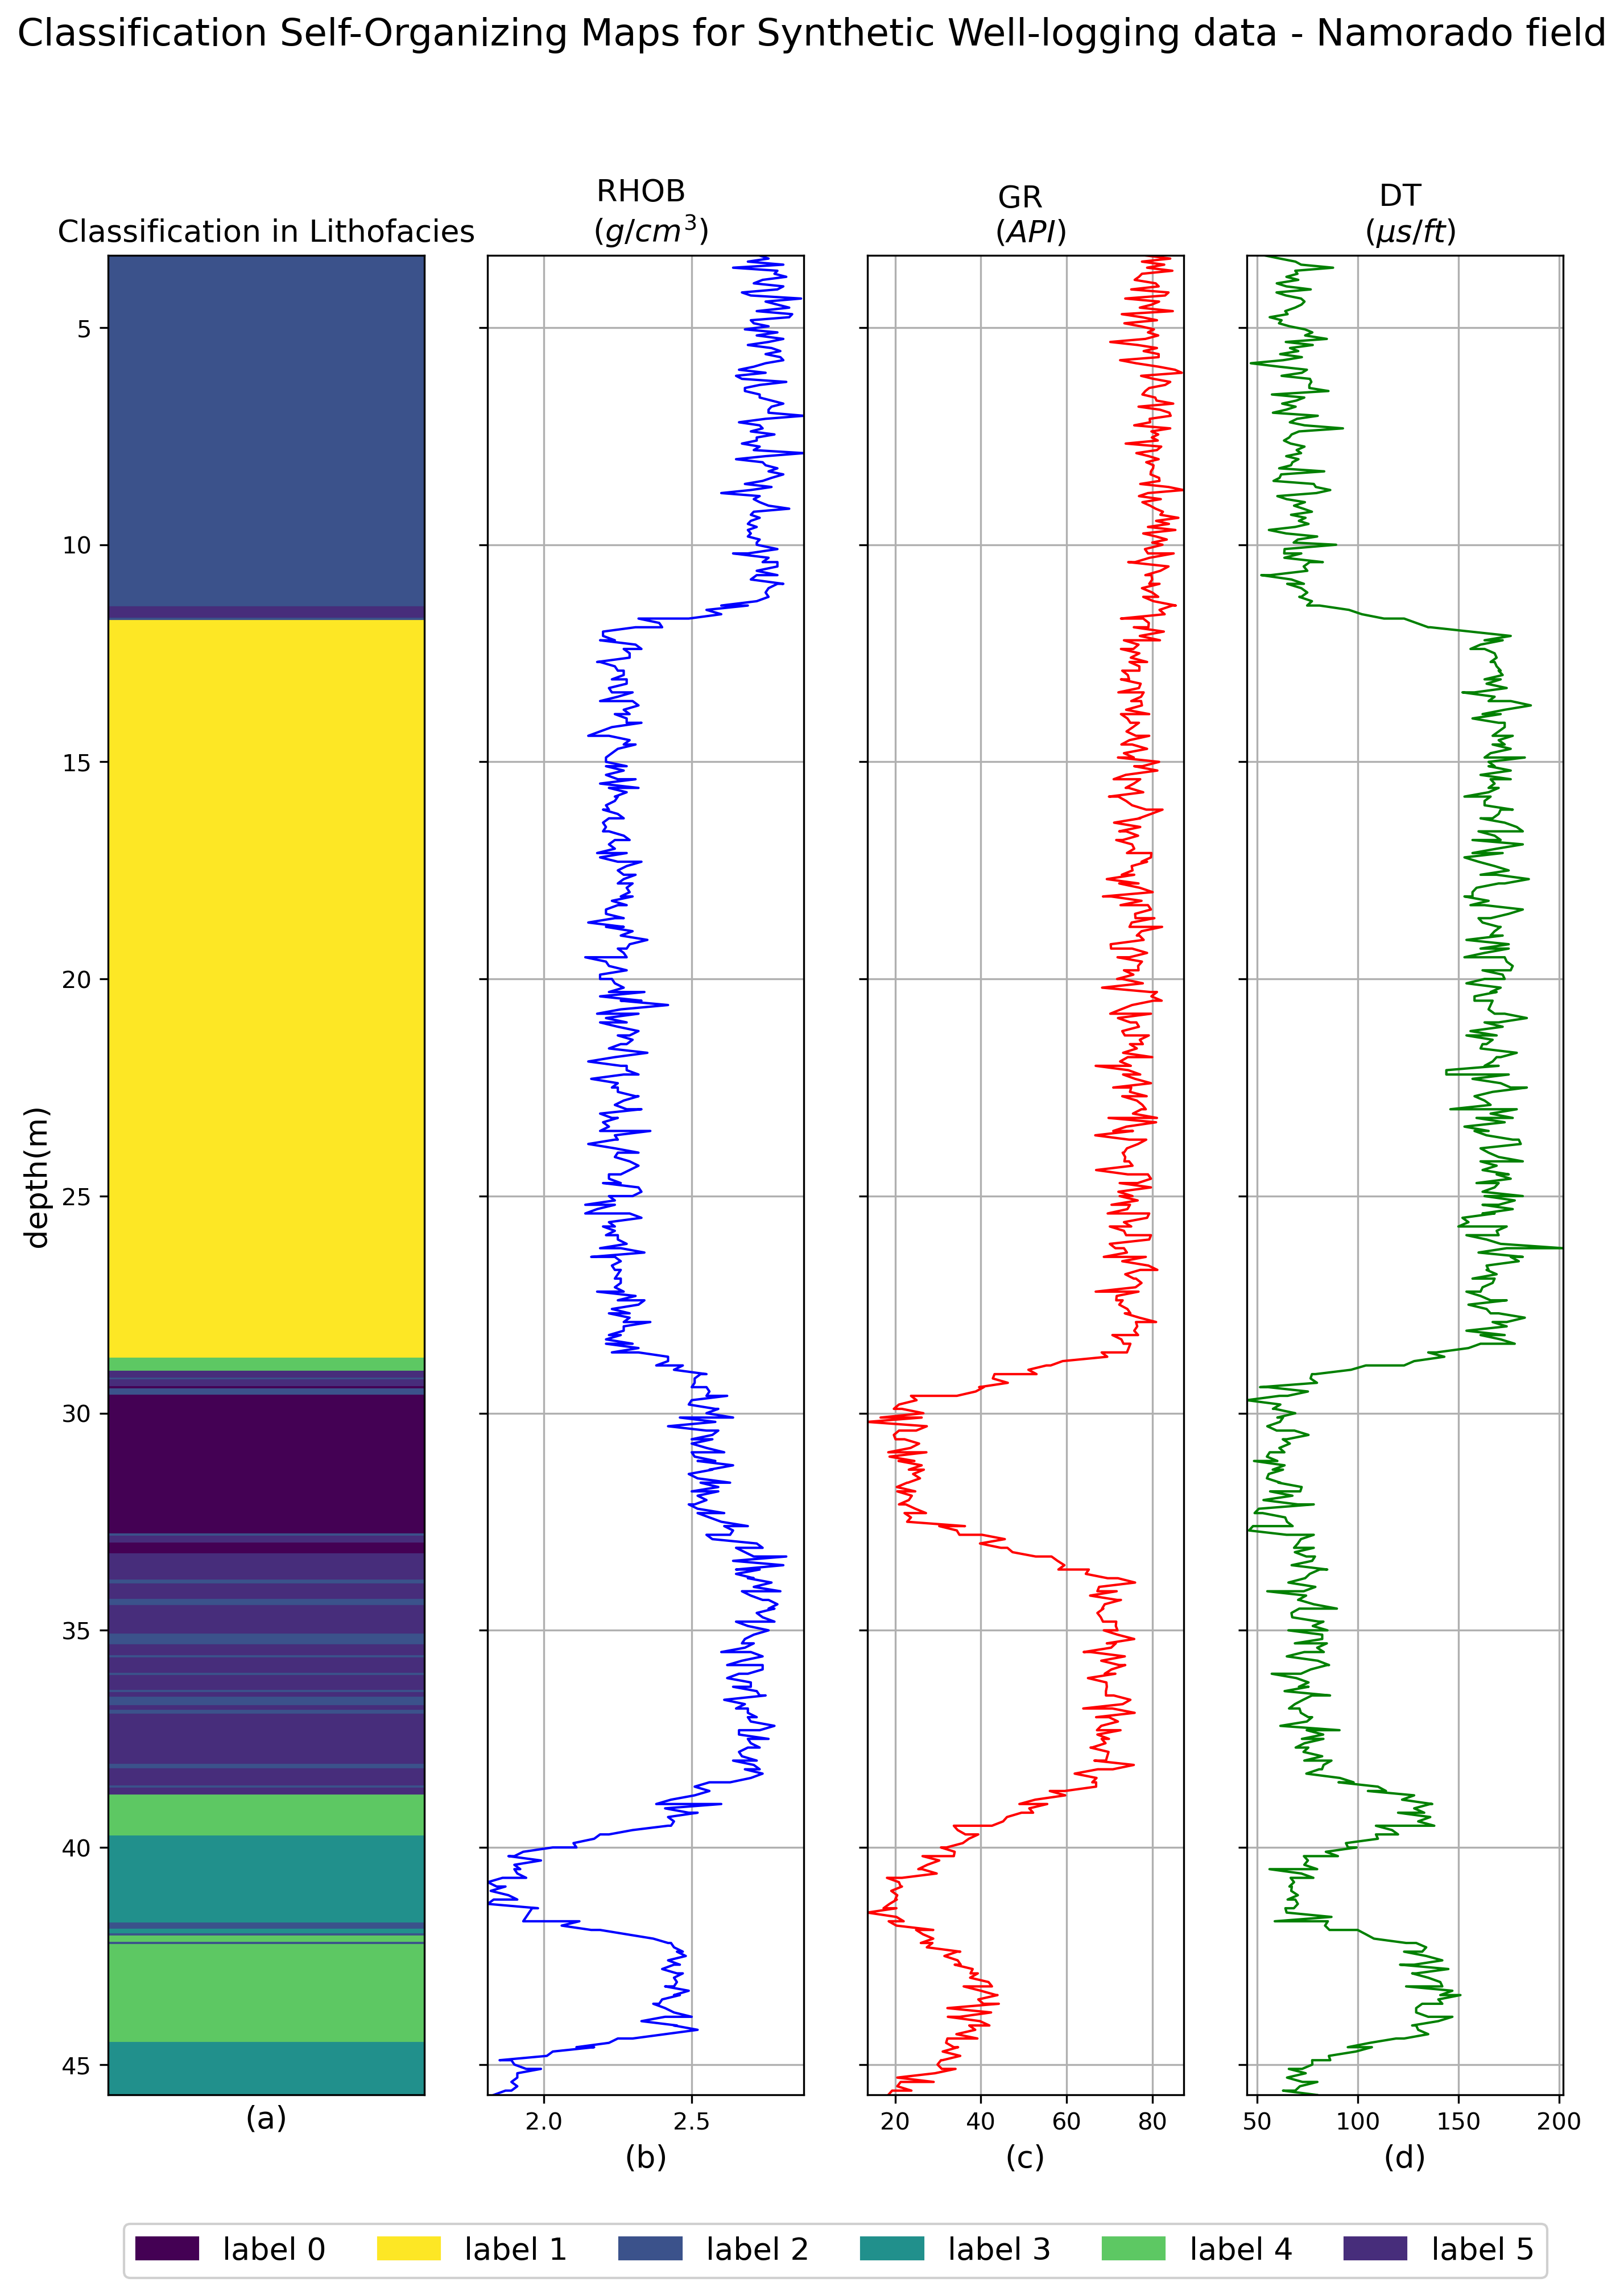 Classification Self-Organizing Maps for Synthetic Well-logging data - Namorado field
Classification in Lithofacies
RHOB
(g/cm³)
GR
(API)
DT
(μs/ft)
depth(m)
5
10
15
20
25
30
35
40
45
2.0 2.5
20 40 60 80
50 100 150 200
(a)
(b)
(c)
(d)
label 0 label 1 label 2 label 3 label 4 label 5